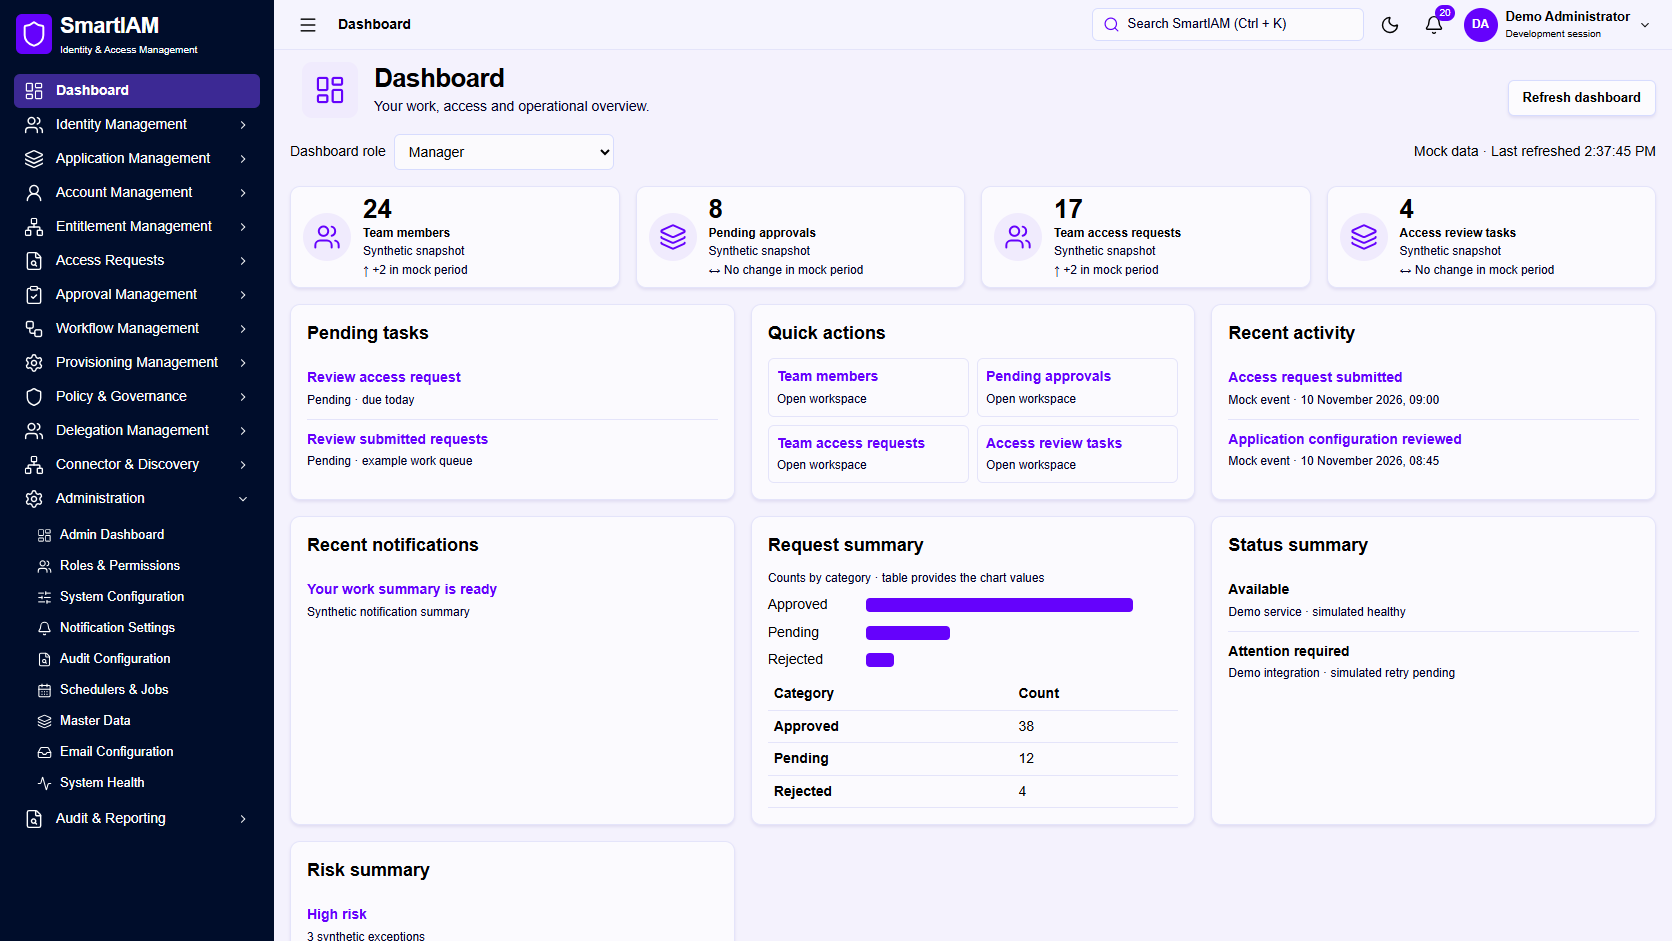 SmartIAM
Identity & Access Management
Dashboard
Identity Management
Application Management
Account Management
Entitlement Management
Access Requests
Approval Management
Workflow Management
Provisioning Management
Policy & Governance
Delegation Management
Connector & Discovery
Administration
Admin Dashboard
Roles & Permissions
System Configuration
Notification Settings
Audit Configuration
Schedulers & Jobs
Master Data
Email Configuration
System Health
Audit & Reporting
Dashboard
Search SmartIAM (Ctrl + K)
20
DA
Demo Administrator
Development session
Dashboard
Your work, access and operational overview.
Refresh dashboard
Dashboard role
Manager
Mock data · Last refreshed 2:37:45 PM
24
Team members
Synthetic snapshot
↑ +2 in mock period
8
Pending approvals
Synthetic snapshot
↔ No change in mock period
17
Team access requests
Synthetic snapshot
↑ +2 in mock period
4
Access review tasks
Synthetic snapshot
↔ No change in mock period
Pending tasks
Review access request
Pending · due today
Review submitted requests
Pending · example work queue
Quick actions
Team members
Open workspace
Pending approvals
Open workspace
Team access requests
Open workspace
Access review tasks
Open workspace
Recent activity
Access request submitted
Mock event · 10 November 2026, 09:00
Application configuration reviewed
Mock event · 10 November 2026, 08:45
Recent notifications
Your work summary is ready
Synthetic notification summary
Request summary
Counts by category · table provides the chart values
Approved
Pending
Rejected
Category Count
Approved 38
Pending 12
Rejected 4
Status summary
Available
Demo service · simulated healthy
Attention required
Demo integration · simulated retry pending
Risk summary
High risk
3 synthetic exceptions